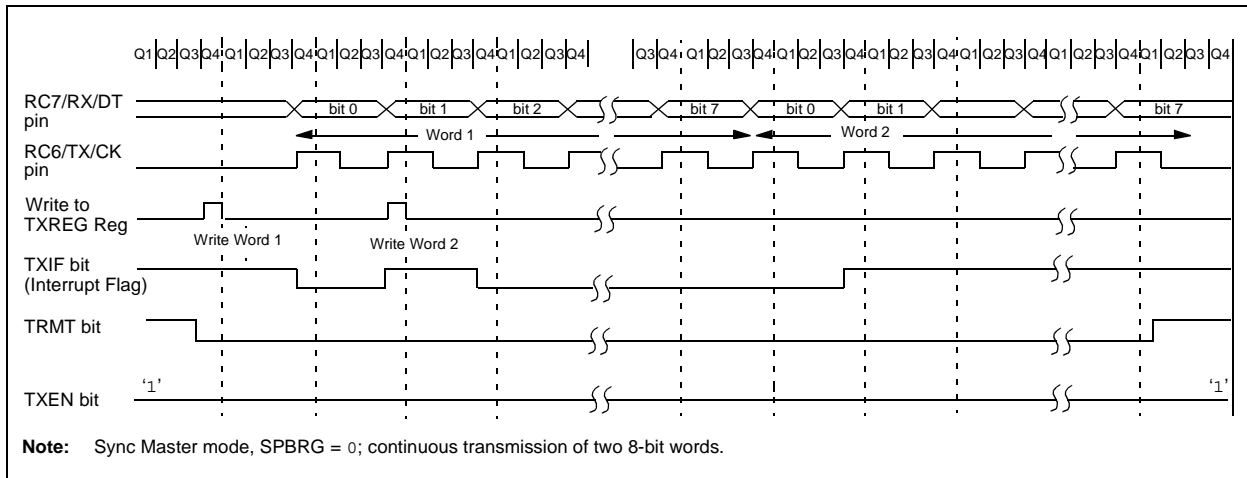 Q1 Q2 Q3 Q4 Q1 Q2 Q3 Q4 Q1 Q2 Q3 Q4 Q1 Q2 Q3 Q4 Q1 Q2 Q3 Q4 Q3 Q4 Q1 Q2 Q3 Q4 Q1 Q2 Q3 Q4 Q1 Q2 Q3 Q4 Q1 Q2 Q3 Q4 Q1 Q2 Q3 Q4 Q1 Q2 Q3 Q4
RC7/RX/DT
pin
bit 0 bit 1 bit 2 bit 7 bit 0 bit 1 bit 7
Word 1 Word 2
RC6/TX/CK
pin
Write to
TXREG Reg
Write Word 1 Write Word 2
TXIF bit
(Interrupt Flag)
TRMT bit
‘1’ ‘1’
TXEN bit
Note: Sync Master mode, SPBRG = 0; continuous transmission of two 8-bit words.